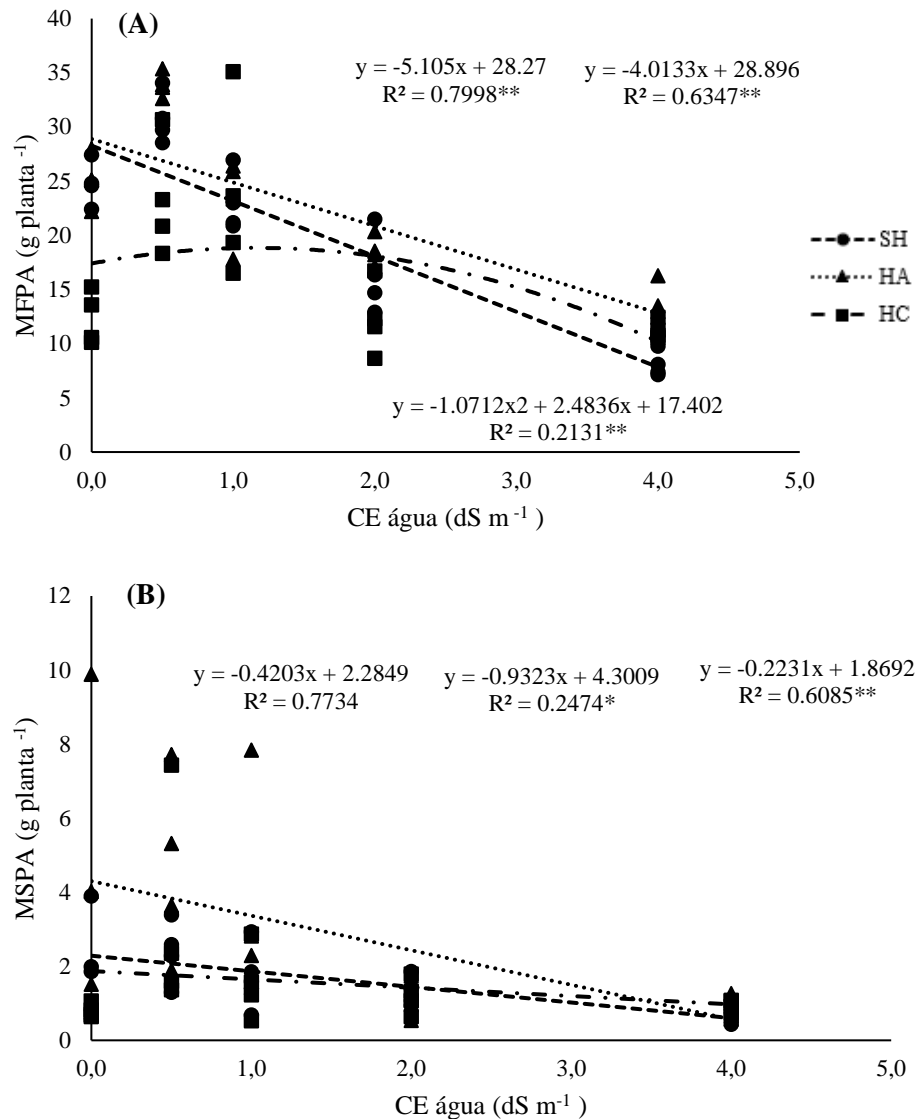 (A)
40
35
30
25
20
15
10
5
0
MFPA (g planta -1)
y = -5.105x + 28.27
R² = 0.7998**
y = -4.0133x + 28.896
R² = 0.6347**
y = -1.0712x2 + 2.4836x + 17.402
R² = 0.2131**
SH
HA
HC
0,0 1,0 2,0 3,0 4,0 5,0
CE água (dS m -1 )
(B)
12
10
8
6
4
2
0
MSPA (g planta -1)
y = -0.4203x + 2.2849
R² = 0.7734
y = -0.9323x + 4.3009
R² = 0.2474*
y = -0.2231x + 1.8692
R² = 0.6085**
0,0 1,0 2,0 3,0 4,0 5,0
CE água (dS m-1 )